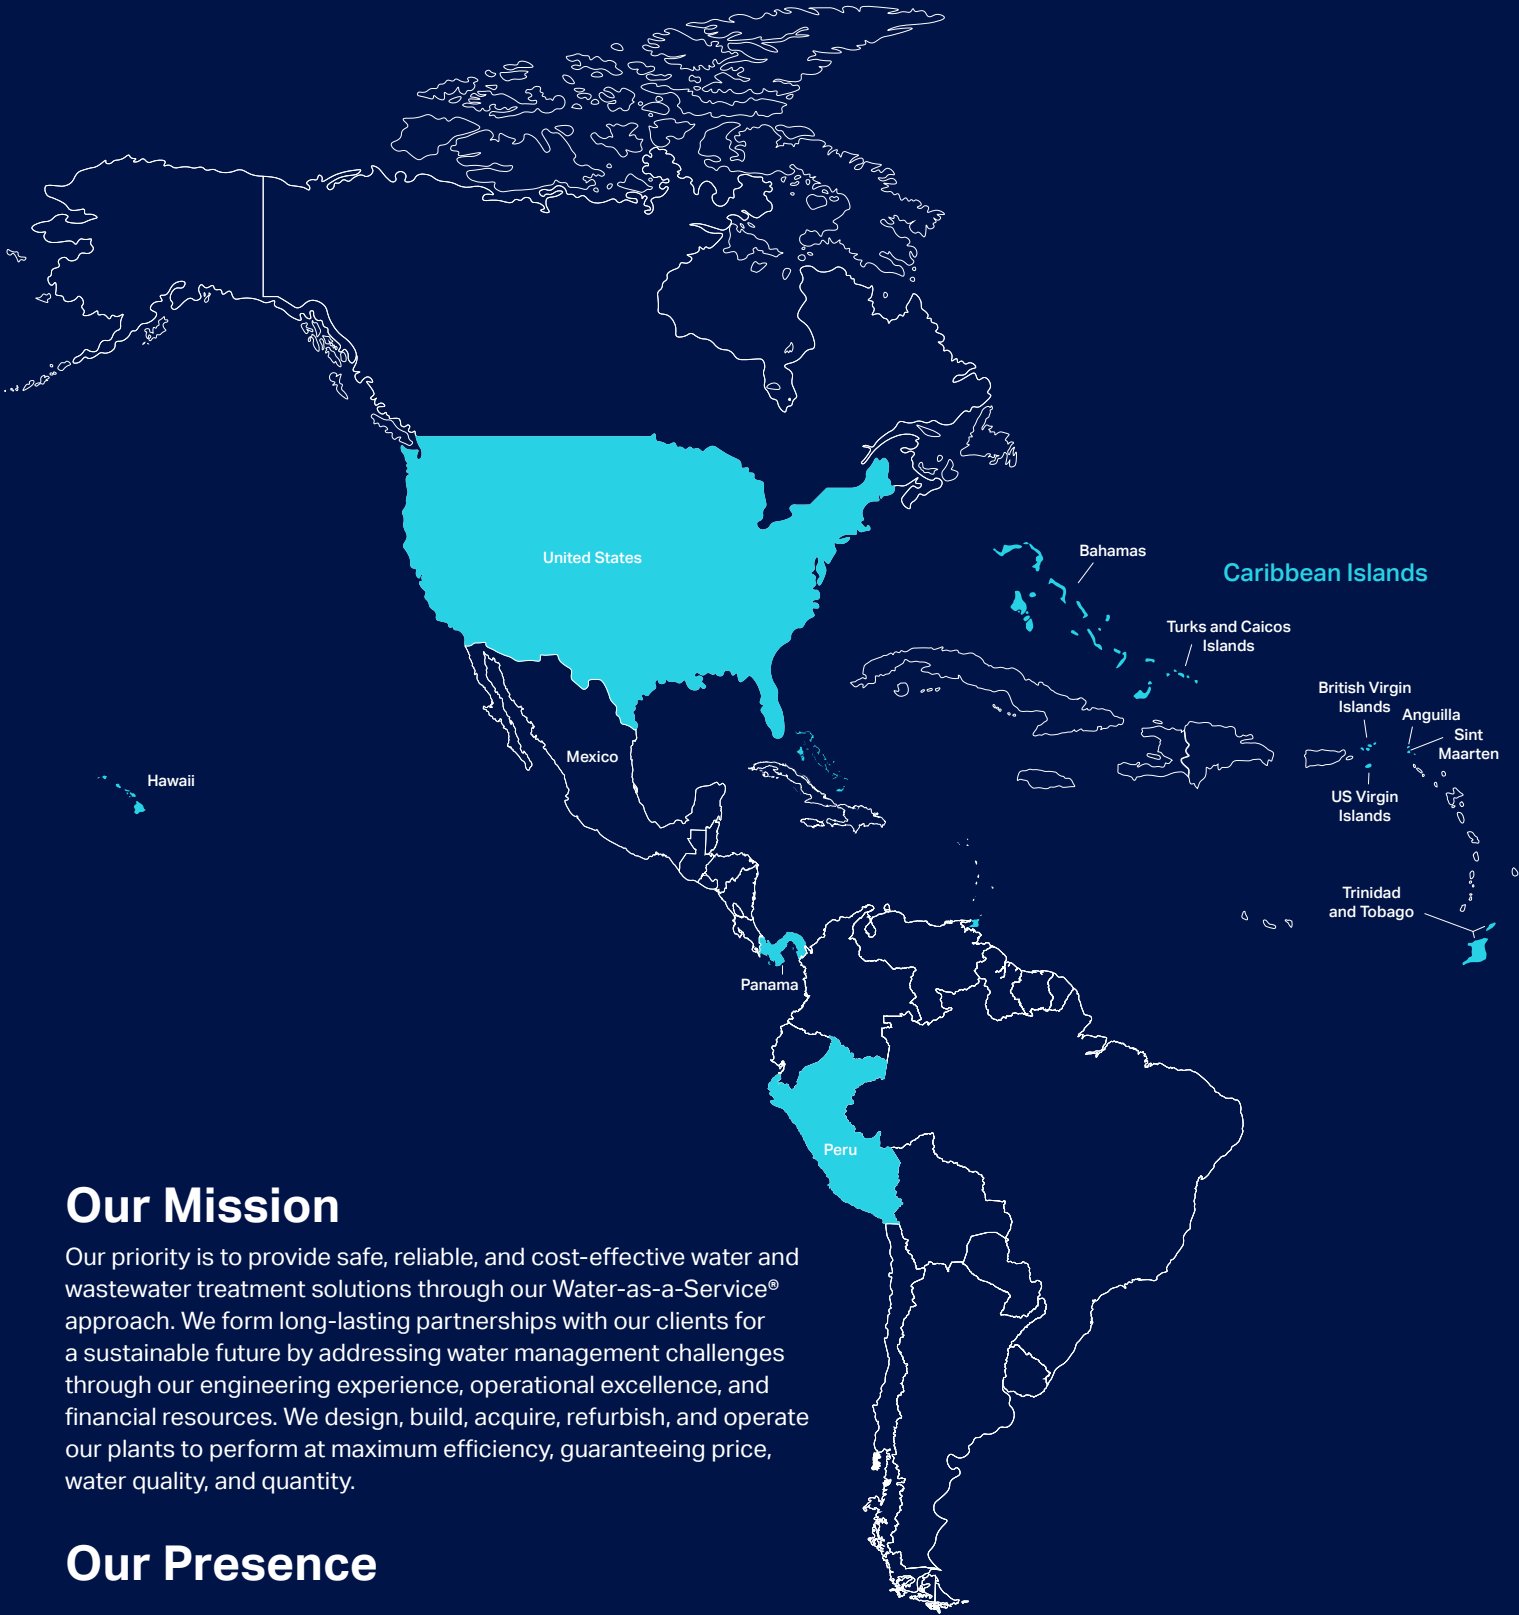 United States
Bahamas
Caribbean Islands
Turks and Caicos
Islands
British Virgin
Islands
Anguilla
Sint
Maarten
Mexico
Hawaii
US Virgin
Islands
Trinidad
and Tobago
Panama
Peru
Our Mission
Our priority is to provide safe, reliable, and cost-effective water and
wastewater treatment solutions through our Water-as-a-Service®
approach. We form long-lasting partnerships with our clients for
a sustainable future by addressing water management challenges
through our engineering experience, operational excellence, and
financial resources. We design, build, acquire, refurbish, and operate
our plants to perform at maximum efficiency, guaranteeing price,
water quality, and quantity.
Our Presence